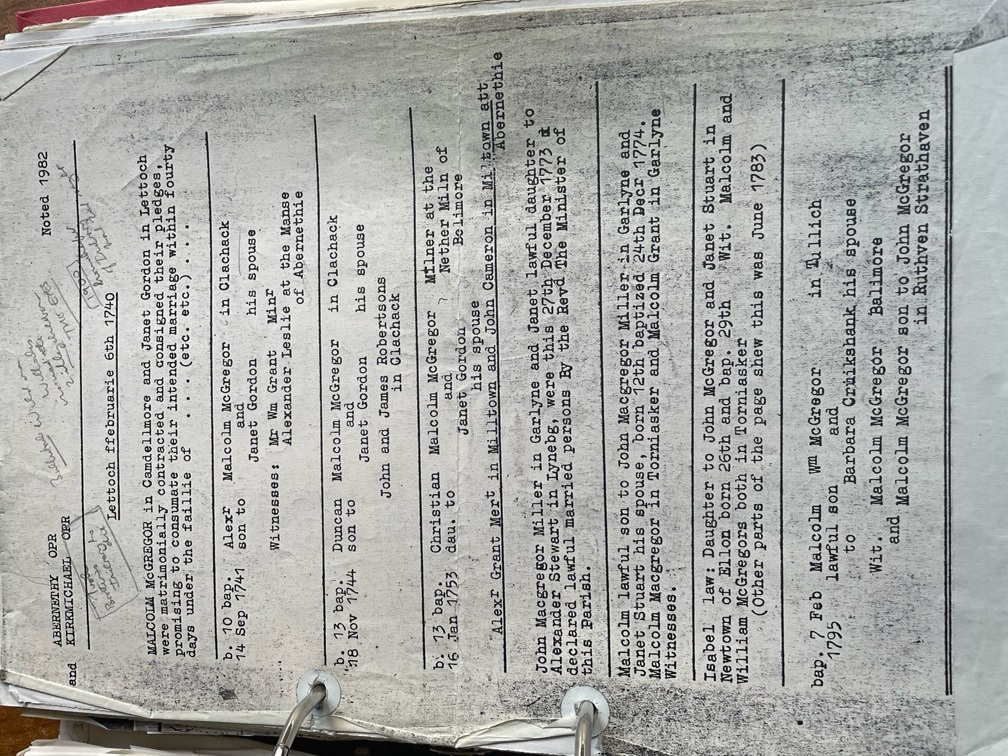 ABERNETHY OPR
and KIRKMICHAEL OPR
Noted 1982
Lettoch ffebruarie 6th 1740
MALCOLM McGREGOR in Camdellmore and Janet Gordon in Lettoch
were matrimonially contracted and consigned their pledges,
promising to consumate their intended marriage within fourty
days under the faillie of . . . (etc. etc.) . . . .
b. 10 bap. Alexr Malcolm McGregor in Clachack
14 Sep 1741 son to and
Janet Gordon his spouse
Witnesses: Mr Wm Grant Minr
Alexander Leslie at the Manse
of Abernethie
b. 13 bap. Duncan Malcolm McGregor in Clachack
18 Nov 1744 son to and
Janet Gordon his spouse
John and James Robertsons
in Clachack
b. 13 bap. Christian Malcolm McGregor Milner at the
16 Jan 1753 dau. to and Nether Miln of
Janet Gordon Belimore
his spouse
Alexr Grant Mert in Milltown and John Cameron in Milltown att
Abernethie
John Macgregor Miller in Garlyne and Janet lawful daughter to
Alexander Stewart in Lynebg, were this 27th December 1773
declared lawful married persons By the Revd The Minister of
this Parish.
Malcolm lawful son to John Macgregor Miller in Garlyne and
Janet Stuart his spouse, born 12th baptized 24th Decr 1774.
Malcolm Macgregor in Torniasker and Malcolm Grant in Garlyne
Witnesses.
Isabel law: Daughter to John McGregor and Janet Stuart in
Newtown of Ellon born 26th and bap. 29th Wit. Malcolm and
William McGregors both in Torniasker
(Other parts of the page shew this was June 1783)
bap. 7 Feb Malcolm Wm McGregor in Tullich
1795 lawful son and
to Barbara Cruikshank his spouse
Wit. Malcolm McGregor Balimore
and Malcolm McGregor son to John McGregor
in Ruthven Strathaven